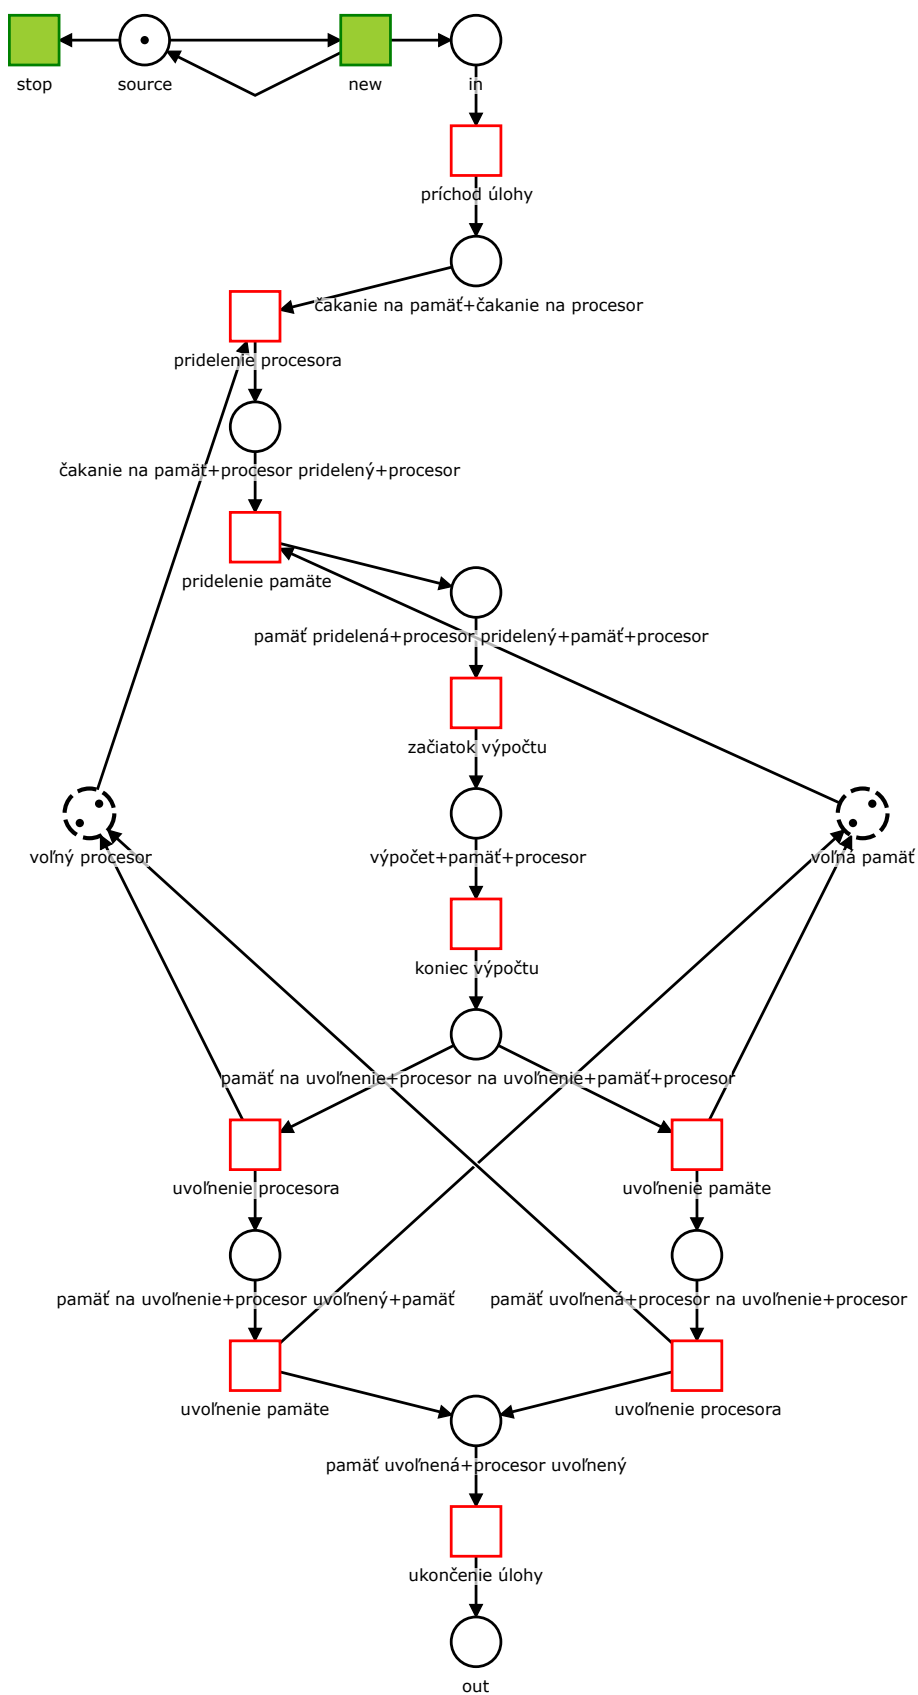 stop
source
new
in
príchod úlohy
čakanie na pamäť+čakanie na procesor
pridelenie procesora
čakanie na pamäť+procesor pridelený+procesor
pridelenie pamäte
pamäť pridelená+procesor pridelený+pamäť+procesor
začiatok výpočtu
voľný procesor
výpočet+pamäť+procesor
voľná pamäť
koniec výpočtu
pamäť na uvoľnenie+procesor na uvoľnenie+pamäť+procesor
uvoľnenie procesora
uvoľnenie pamäte
pamäť na uvoľnenie+procesor uvoľnený+pamäť
pamäť uvoľnená+procesor na uvoľnenie+procesor
uvoľnenie pamäte
uvoľnenie procesora
pamäť uvoľnená+procesor uvoľnený
ukončenie úlohy
out